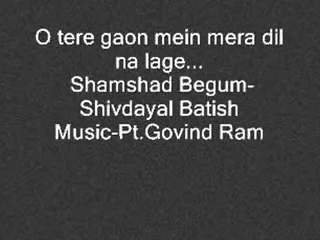 O tere gaon mein mera dil
na lage...
Shamshad Begum-
Shivdayal Batish
Music-Pt.Govind Ram